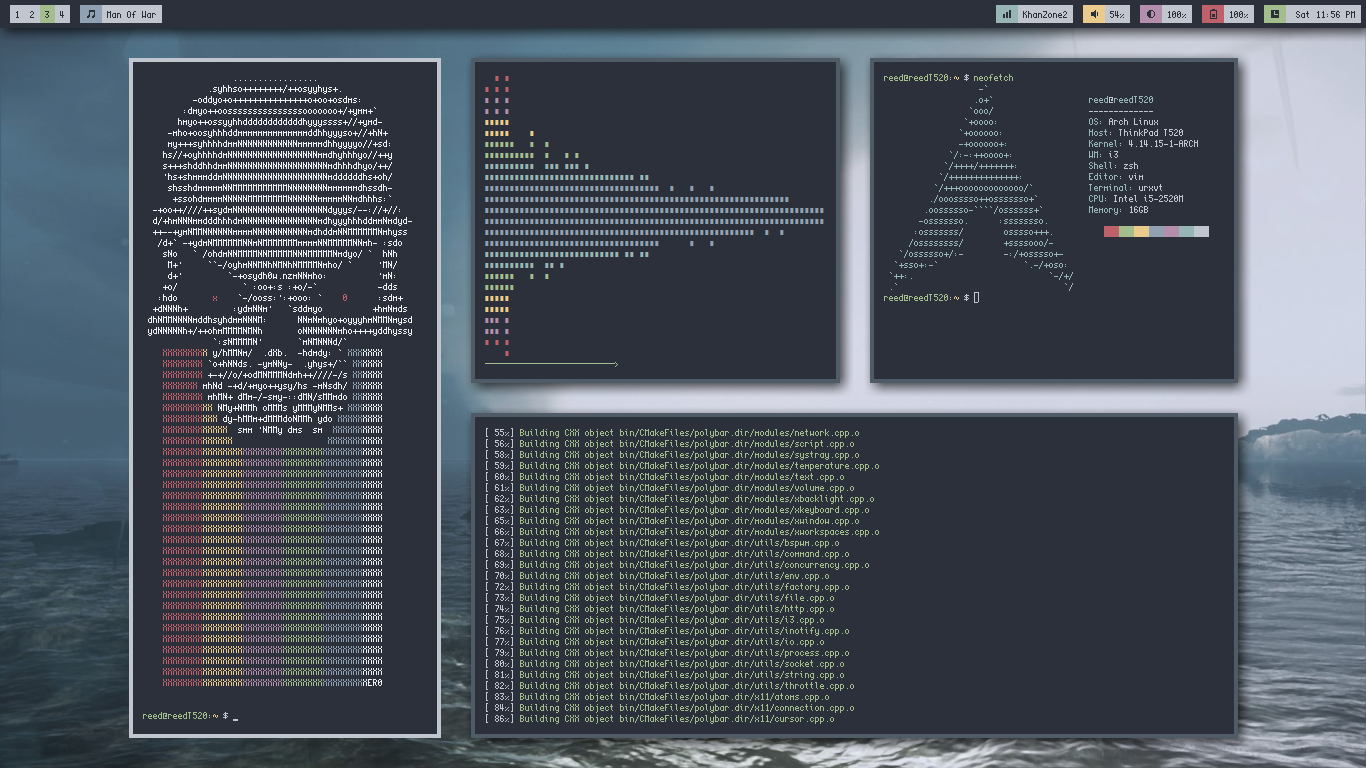 1 2 3 4 Man Of War KhanZone2 54% 100% 100% Sat 11:56 PM
x 0
XER0
reed@reedT520:~ $ _
reed@reedT520:~ $ neofetch
reed@reedT520
-------------
OS: Arch Linux
Host: ThinkPad T520
Kernel: 4.14.15-1-ARCH
WM: i3
Shell: zsh
Editor: vim
Terminal: urxvt
CPU: Intel i5-2520M
Memory: 16GB
reed@reedT520:~ $
[ 55%] Building CXX object bin/CMakeFiles/polybar.dir/modules/network.cpp.o
[ 56%] Building CXX object bin/CMakeFiles/polybar.dir/modules/script.cpp.o
[ 58%] Building CXX object bin/CMakeFiles/polybar.dir/modules/systray.cpp.o
[ 59%] Building CXX object bin/CMakeFiles/polybar.dir/modules/temperature.cpp.o
[ 60%] Building CXX object bin/CMakeFiles/polybar.dir/modules/text.cpp.o
[ 61%] Building CXX object bin/CMakeFiles/polybar.dir/modules/volume.cpp.o
[ 62%] Building CXX object bin/CMakeFiles/polybar.dir/modules/xbacklight.cpp.o
[ 63%] Building CXX object bin/CMakeFiles/polybar.dir/modules/xkeyboard.cpp.o
[ 65%] Building CXX object bin/CMakeFiles/polybar.dir/modules/xwindow.cpp.o
[ 66%] Building CXX object bin/CMakeFiles/polybar.dir/modules/xworkspaces.cpp.o
[ 67%] Building CXX object bin/CMakeFiles/polybar.dir/utils/bspwm.cpp.o
[ 68%] Building CXX object bin/CMakeFiles/polybar.dir/utils/command.cpp.o
[ 69%] Building CXX object bin/CMakeFiles/polybar.dir/utils/concurrency.cpp.o
[ 70%] Building CXX object bin/CMakeFiles/polybar.dir/utils/env.cpp.o
[ 72%] Building CXX object bin/CMakeFiles/polybar.dir/utils/factory.cpp.o
[ 73%] Building CXX object bin/CMakeFiles/polybar.dir/utils/file.cpp.o
[ 74%] Building CXX object bin/CMakeFiles/polybar.dir/utils/http.cpp.o
[ 75%] Building CXX object bin/CMakeFiles/polybar.dir/utils/i3.cpp.o
[ 76%] Building CXX object bin/CMakeFiles/polybar.dir/utils/inotify.cpp.o
[ 77%] Building CXX object bin/CMakeFiles/polybar.dir/utils/io.cpp.o
[ 79%] Building CXX object bin/CMakeFiles/polybar.dir/utils/process.cpp.o
[ 80%] Building CXX object bin/CMakeFiles/polybar.dir/utils/socket.cpp.o
[ 81%] Building CXX object bin/CMakeFiles/polybar.dir/utils/string.cpp.o
[ 82%] Building CXX object bin/CMakeFiles/polybar.dir/utils/throttle.cpp.o
[ 83%] Building CXX object bin/CMakeFiles/polybar.dir/x11/atoms.cpp.o
[ 84%] Building CXX object bin/CMakeFiles/polybar.dir/x11/connection.cpp.o
[ 86%] Building CXX object bin/CMakeFiles/polybar.dir/x11/cursor.cpp.o